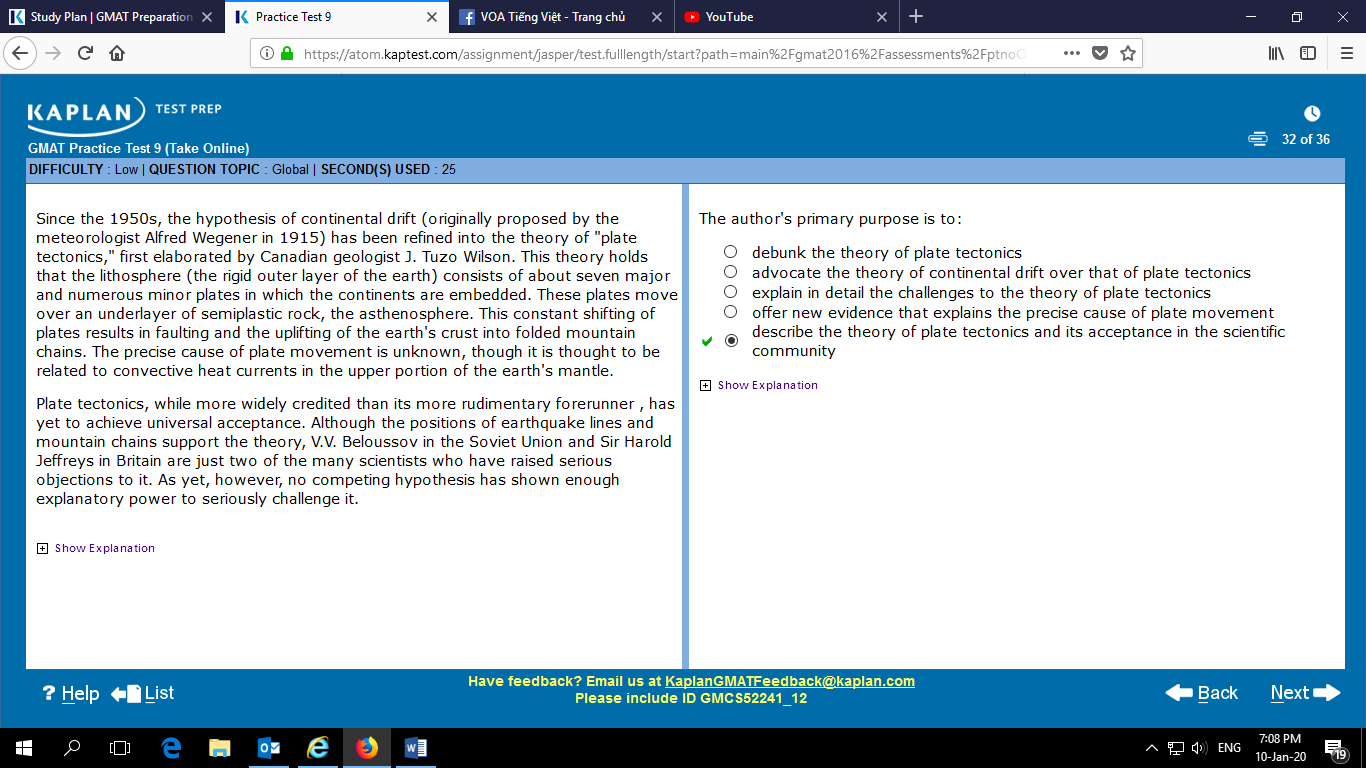 Study Plan | GMAT Preparation
Practice Test 9
VOA Tiếng Việt - Trang chủ
YouTube
https://atom.kaptest.com/assignment/jasper/test.fulllength/start?path=main%2Fgmat2016%2Fassessments%2Fptno
KAPLAN TEST PREP
GMAT Practice Test 9 (Take Online)
32 of 36
DIFFICULTY : Low | QUESTION TOPIC : Global | SECOND(S) USED : 25
Since the 1950s, the hypothesis of continental drift (originally proposed by the
meteorologist Alfred Wegener in 1915) has been refined into the theory of "plate
tectonics," first elaborated by Canadian geologist J. Tuzo Wilson. This theory holds
that the lithosphere (the rigid outer layer of the earth) consists of about seven major
and numerous minor plates in which the continents are embedded. These plates move
over an underlayer of semiplastic rock, the asthenosphere. This constant shifting of
plates results in faulting and the uplifting of the earth's crust into folded mountain
chains. The precise cause of plate movement is unknown, though it is thought to be
related to convective heat currents in the upper portion of the earth's mantle.
Plate tectonics, while more widely credited than its more rudimentary forerunner , has
yet to achieve universal acceptance. Although the positions of earthquake lines and
mountain chains support the theory, V.V. Beloussov in the Soviet Union and Sir Harold
Jeffreys in Britain are just two of the many scientists who have raised serious
objections to it. As yet, however, no competing hypothesis has shown enough
explanatory power to seriously challenge it.
Show Explanation
The author's primary purpose is to:
debunk the theory of plate tectonics
advocate the theory of continental drift over that of plate tectonics
explain in detail the challenges to the theory of plate tectonics
offer new evidence that explains the precise cause of plate movement
describe the theory of plate tectonics and its acceptance in the scientific
community
Show Explanation
? Help
List
Have feedback? Email us at KaplanGMATFeedback@kaplan.com
Please include ID GMCS52241_12
Back
Next
ENG
7:08 PM
10-Jan-20
19